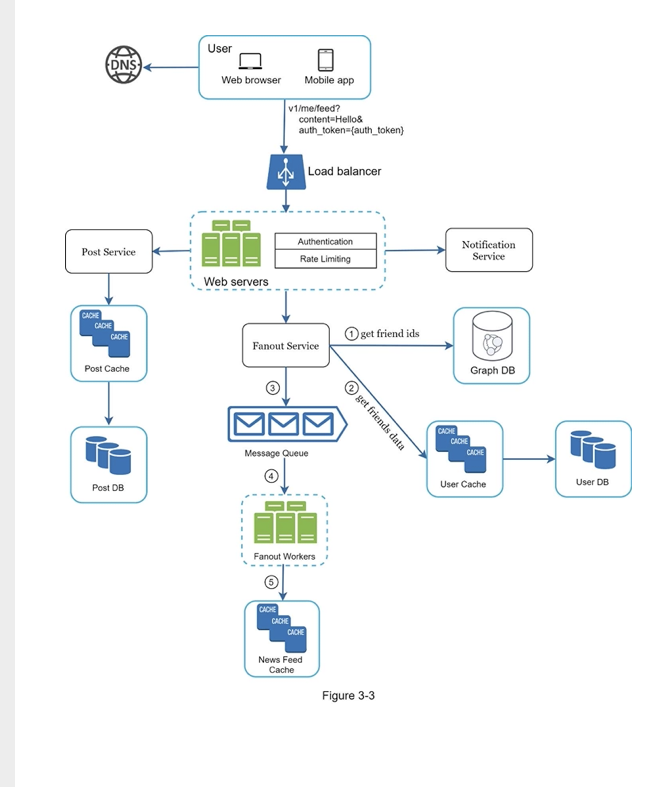 DNS
User
Web browser
Mobile app
v1/me/feed?
content=Hello&
auth_token={auth_token}
Load balancer
Post Service
Authentication
Rate Limiting
Web servers
Notification
Service
CACHE
CACHE
CACHE
Post Cache
Fanout Service
1 get friend ids
Graph DB
2 get friends data
3
Message Queue
Post DB
CACHE
CACHE
CACHE
User Cache
User DB
4
Fanout Workers
5
CACHE
CACHE
CACHE
News Feed
Cache
Figure 3-3